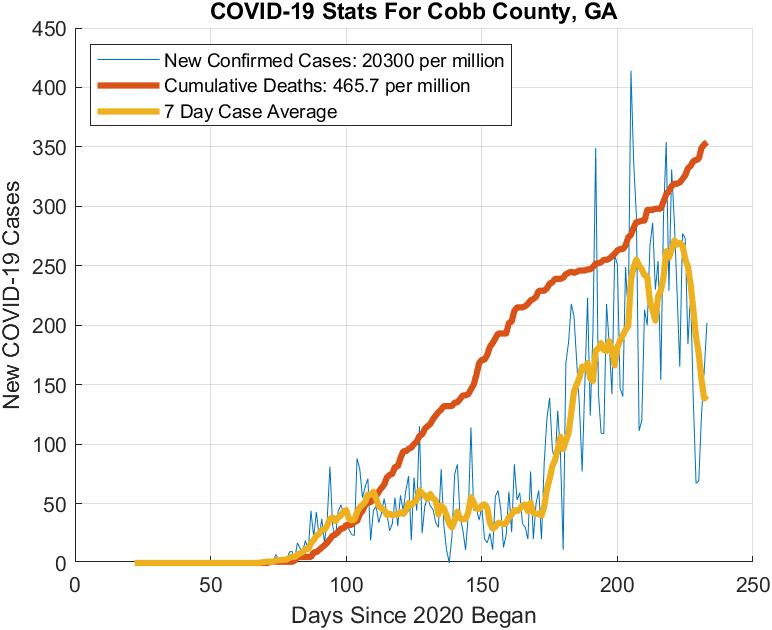 COVID-19 Stats For Cobb County, GA
New Confirmed Cases: 20300 per million
Cumulative Deaths: 465.7 per million
7 Day Case Average
New COVID-19 Cases
450
400
350
300
250
200
150
100
50
0
0 50 100 150 200 250
Days Since 2020 Began